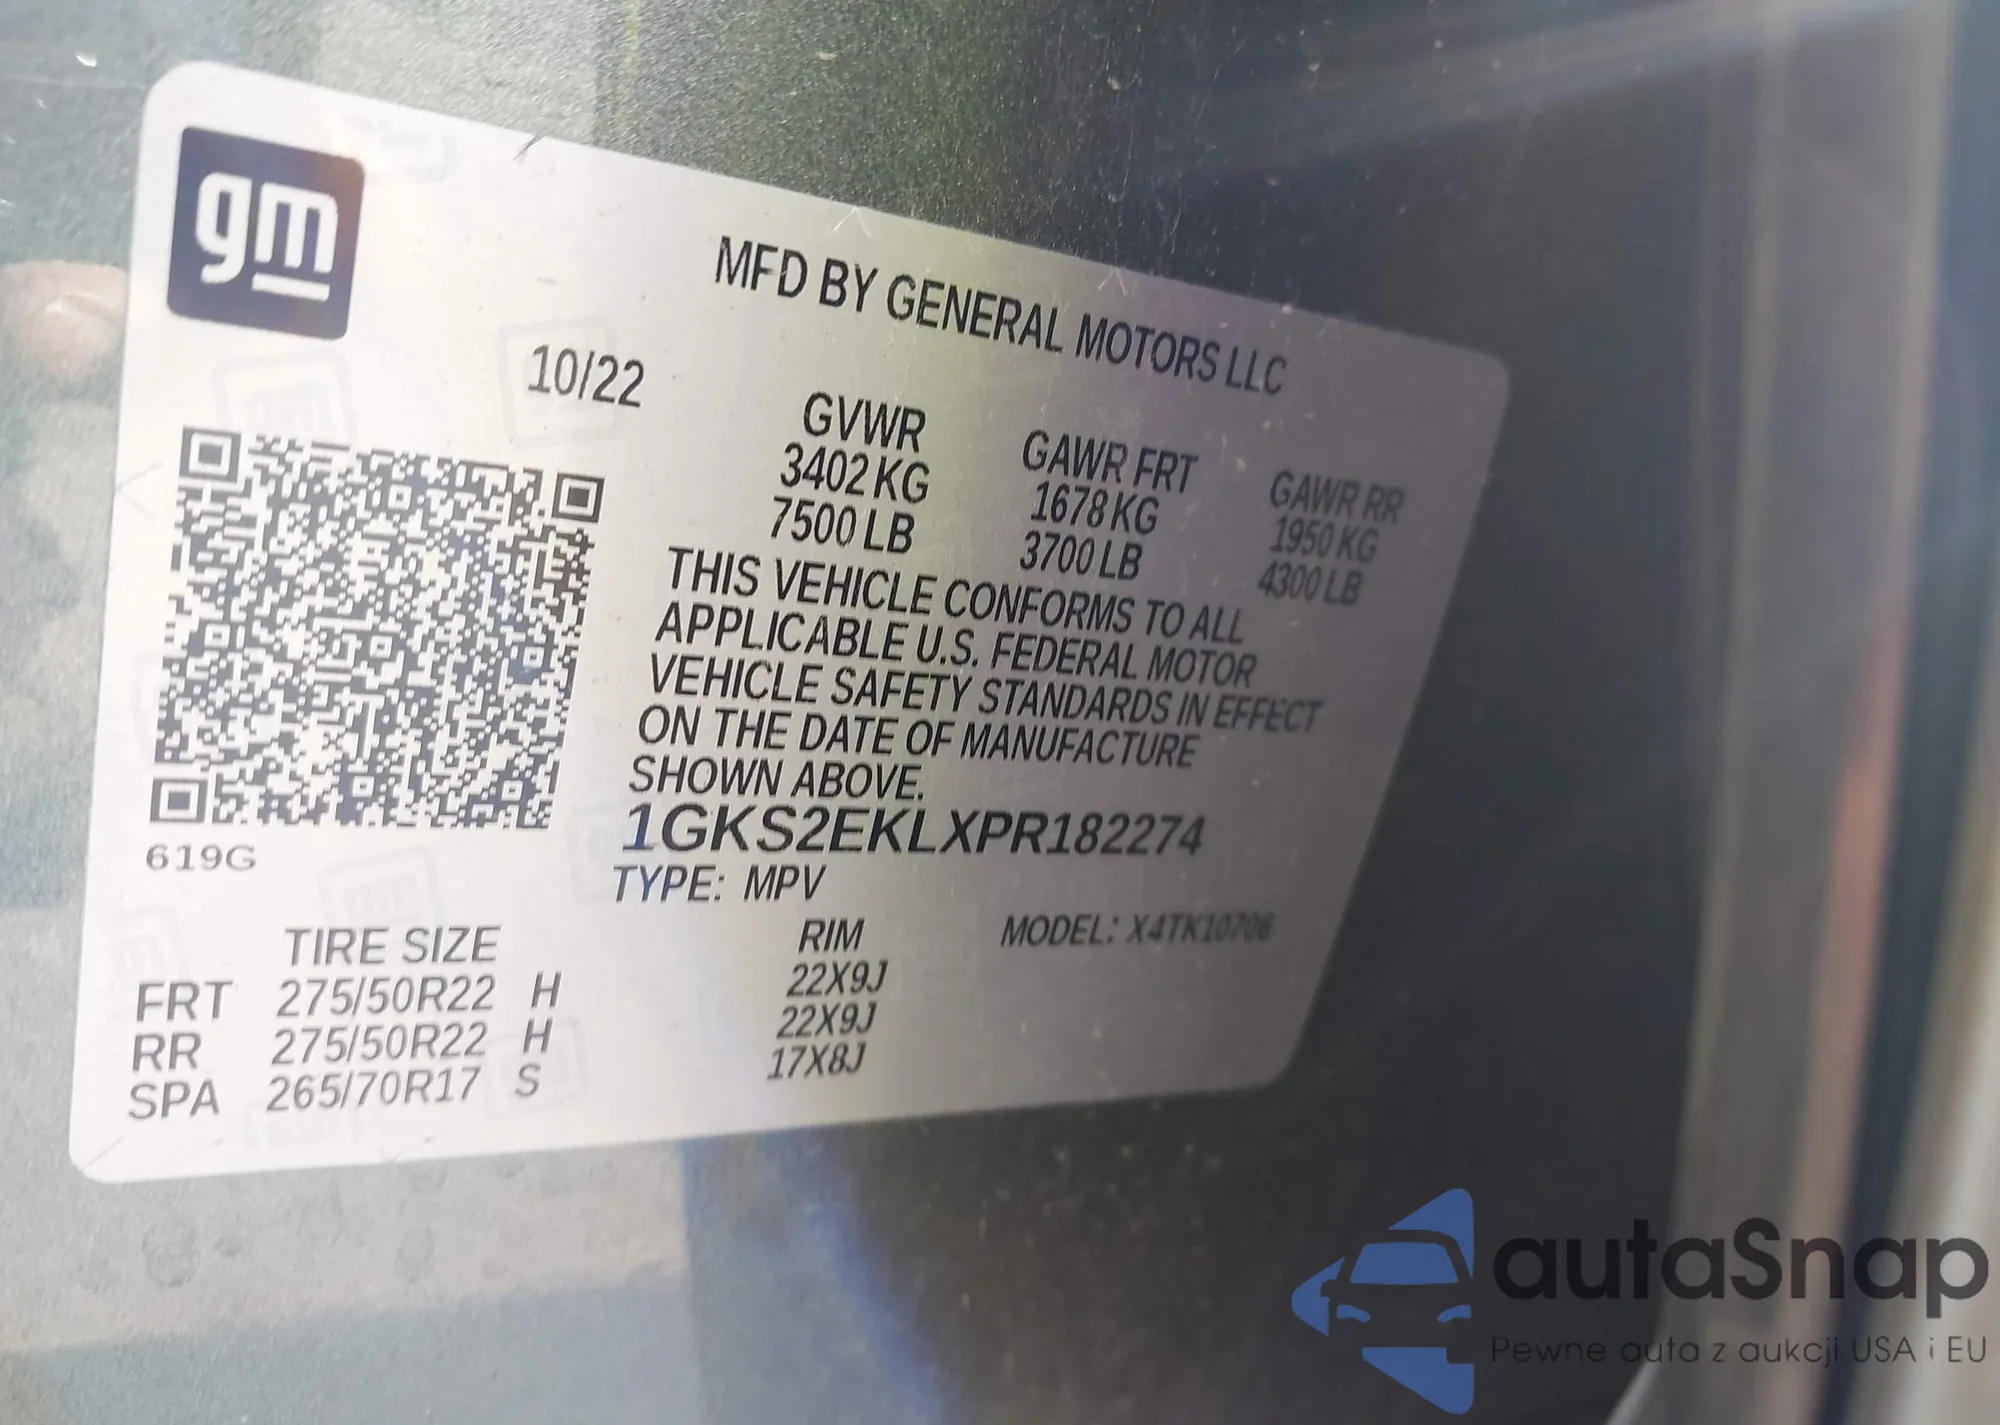 gm
MFD BY GENERAL MOTORS LLC
10/22
GVWR GAWR FRT GAWR RR
3402 KG 1678 KG 1950 KG
7500 LB 3700 LB 4300 LB
THIS VEHICLE CONFORMS TO ALL
APPLICABLE U.S. FEDERAL MOTOR
VEHICLE SAFETY STANDARDS IN EFFECT
ON THE DATE OF MANUFACTURE
SHOWN ABOVE.
1GKS2EKLXPR182274
619G
TYPE: MPV
MODEL: X4TK10706
TIRE SIZE RIM
FRT 275/50R22 H 22X9J
RR 275/50R22 H 22X9J
SPA 265/70R17 S 17X8J
autaSnap
Pewne auta z aukcji USA i EU